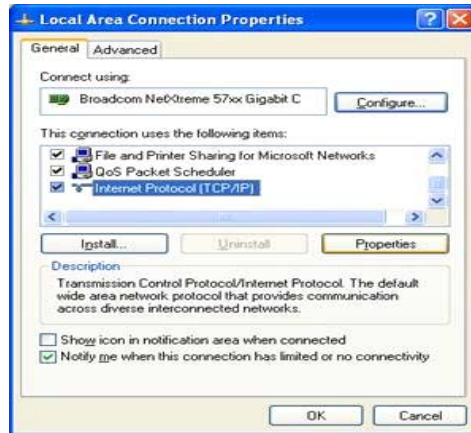 Local Area Connection Properties
General Advanced
Connect using:
Broadcom NetXtreme 57xx Gigabit C
Configure...
This connection uses the following items:
File and Printer Sharing for Microsoft Networks
QoS Packet Scheduler
Internet Protocol (TCP/IP)
Install... Uninstall Properties
Description
Transmission Control Protocol/Internet Protocol. The default
wide area network protocol that provides communication
across diverse interconnected networks.
Show icon in notification area when connected
Notify me when this connection has limited or no connectivity
OK Cancel